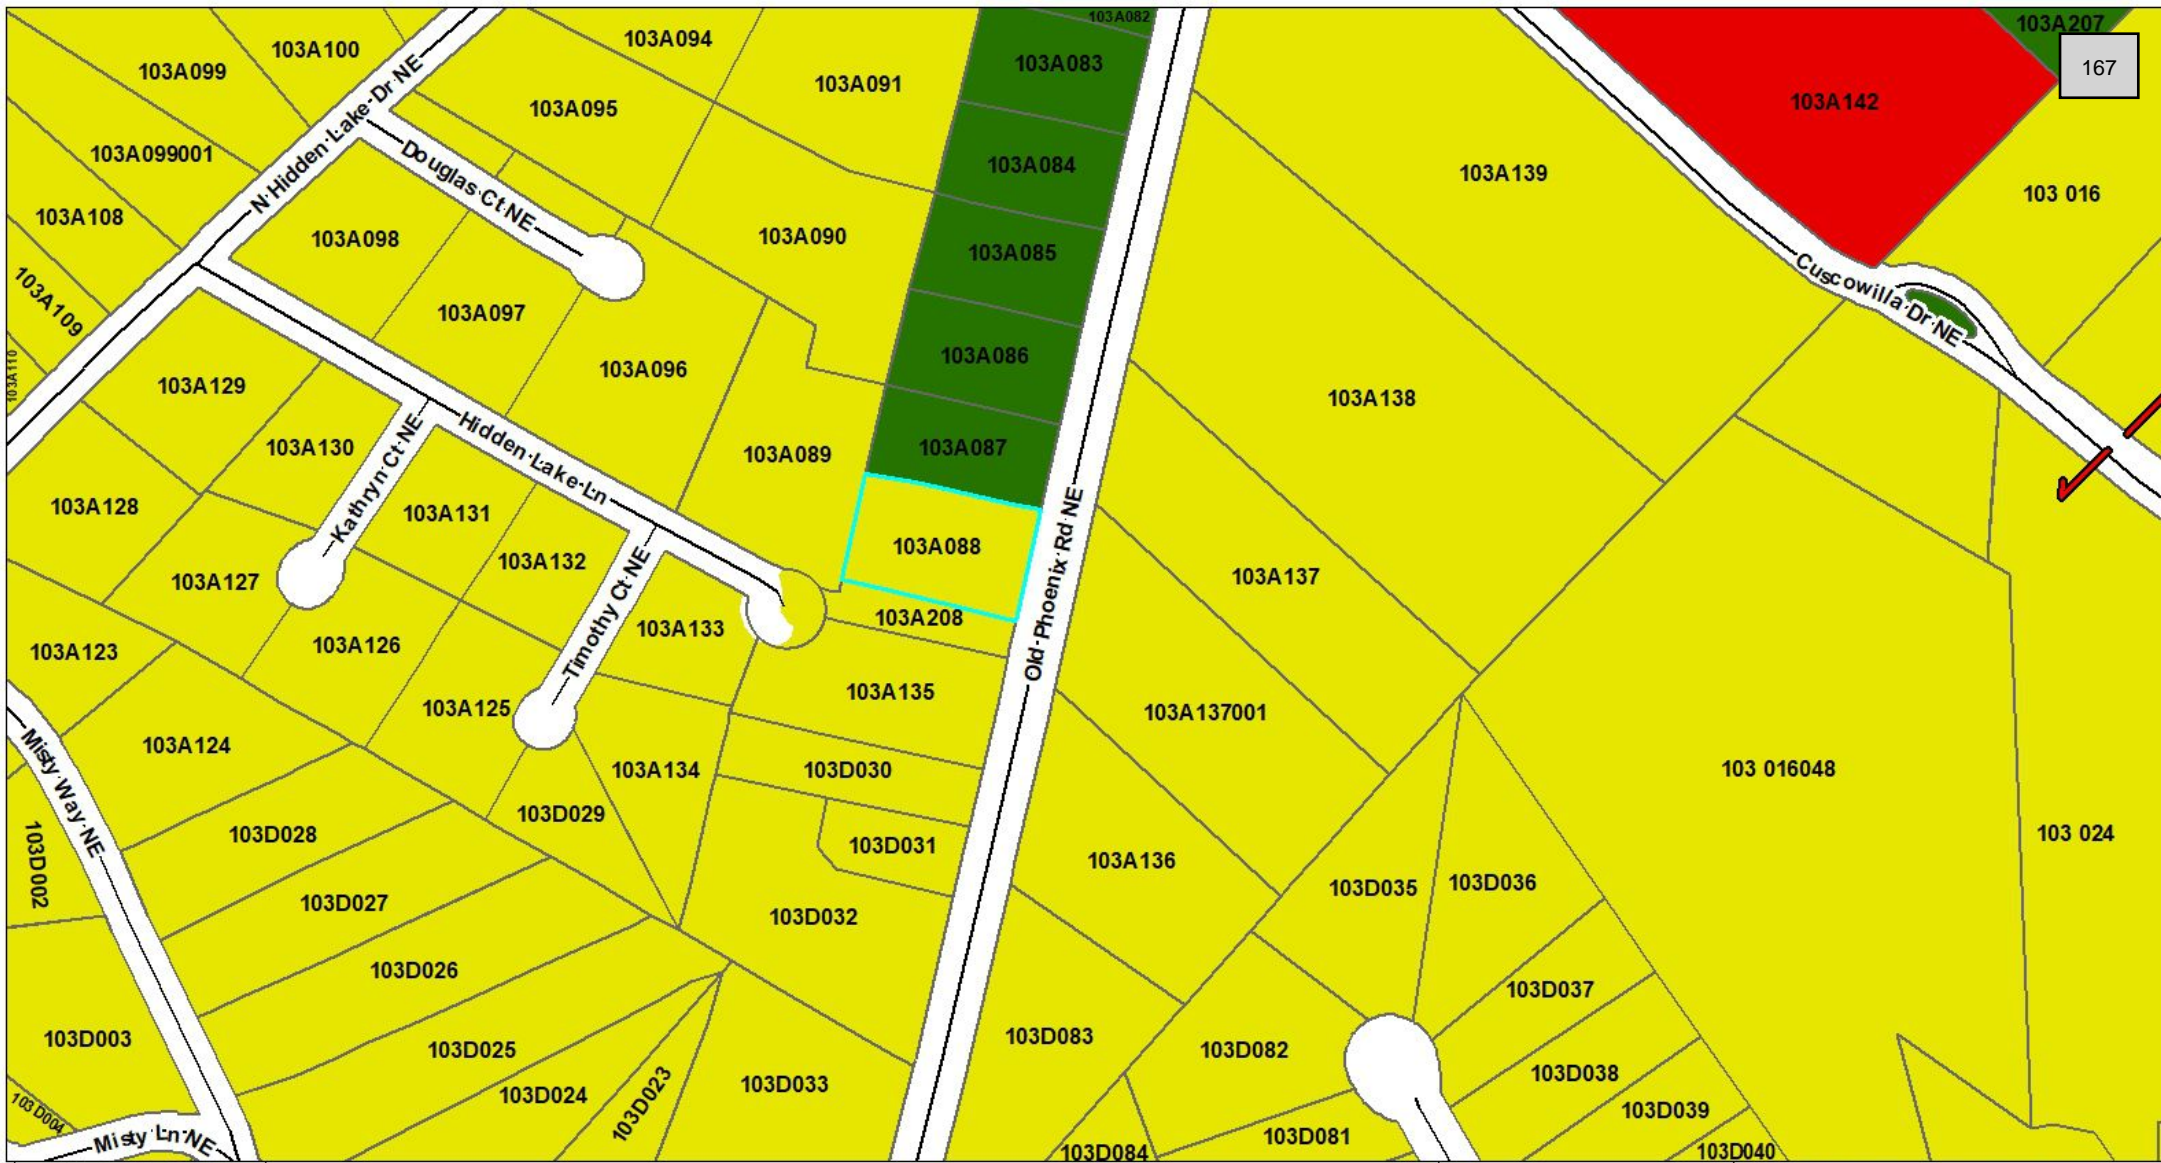 103A082
103A207
167
103A094
103A100
103A099
103A083
103A091
103A142
103A095
N Hidden Lake Dr NE
103A099001
Douglas Ct NE
103A084
103A139
103 016
103A108
103A098
103A090
103A085
103A109
Cuscowilla Dr NE
103A097
103A086
103A110
103A129
103A096
103A138
103A130
Kathryn Ct NE
Hidden Lake Ln
103A089
103A087
103A128
103A131
103A132
103A088
Old Phoenix Rd NE
103A137
103A127
Timothy Ct NE
103A133
103A208
103A123
103A126
103A135
103A125
103A137001
103A124
Misty Way NE
103A134
103D030
103 016048
103D029
103D028
103D031
103 024
103D002
103A136
103D035
103D036
103D027
103D032
103D026
103D037
103D003
103D025
103D083
103D082
103D024
103D023
103D033
103D038
103D004
103D039
Misty Ln NE
103D081
103D084
103D040